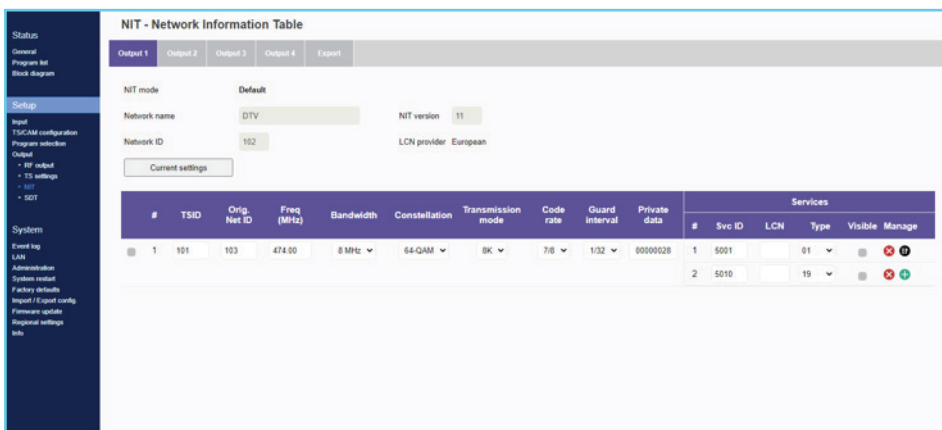 Status
General
Program list
Block diagram
Setup
Input
TS/CAM configuration
Program selection
Output
• RF output
• TS settings
• NIT
• SDT
System
Event log
LAN
Administration
System restart
Factory defaults
Import / Export config.
Firmware update
Regional settings
Info
NIT - Network Information Table
Output 1 Output 2 Output 3 Output 4 Export
NIT mode Default
Network name DTV NIT version 11
Network ID 102 LCN provider European
Current settings
# TSID Orig. Net ID Freq (MHz) Bandwidth Constellation Transmission mode Code rate Guard interval Private data Services
# Svc ID LCN Type Visible Manage
1 101 103 474.00 8 MHz 64-QAM 8K 7/8 1/32 00000028 1 5001 01
2 5010 19